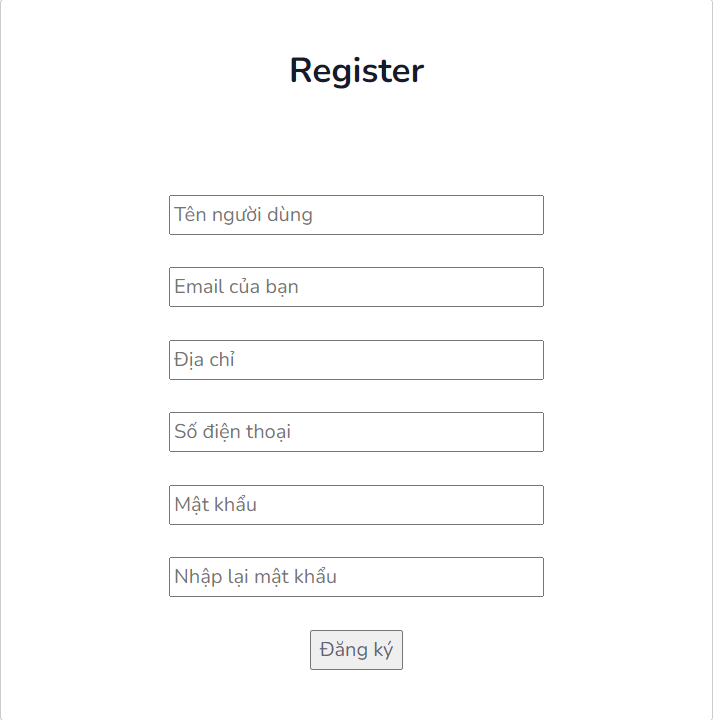 Register
Tên người dùng
Email của bạn
Địa chỉ
Số điện thoại
Mật khẩu
Nhập lại mật khẩu
Đăng ký